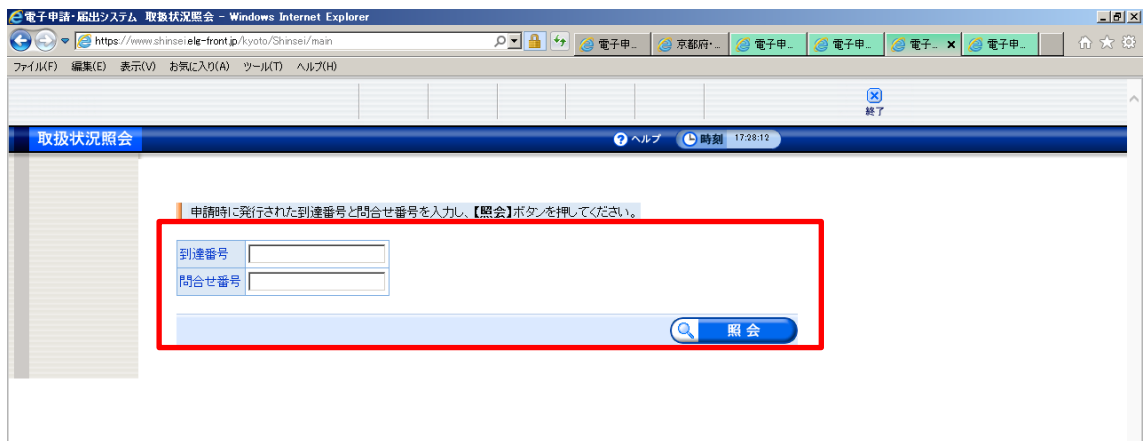 電子申請・届出システム 取扱状況照会 - Windows Internet Explorer
https://www.shinsei.elg-front.jp/kyoto/Shinsei/main
電子申...
京都府・...
電子申...
電子申...
電子...
電子申...
ファイル(F) 編集(E) 表示(V) お気に入り(A) ツール(T) ヘルプ(H)
終了
取扱状況照会
ヘルプ
時刻 17:28:12
申請時に発行された到達番号と問合せ番号を入力し、【照会】ボタンを押してください。
到達番号
問合せ番号
照会